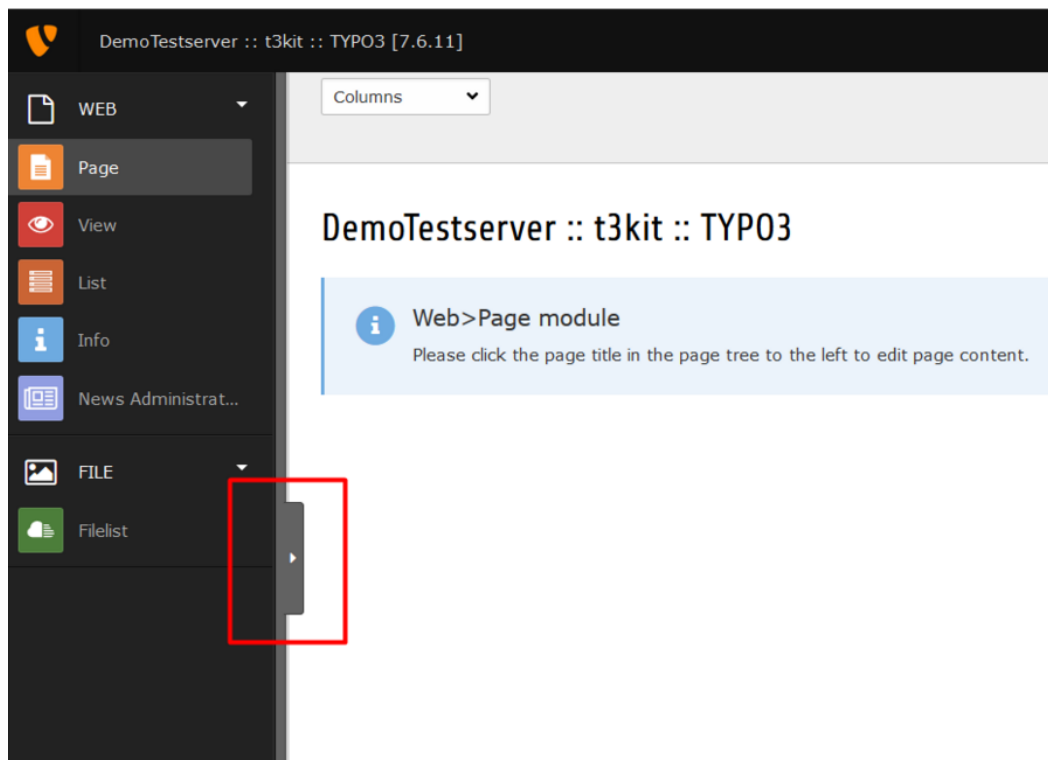 DemoTestserver :: t3kit :: TYPO3 [7.6.11]
WEB
Page
View
List
Info
News Administrat...
FILE
Filelist
Columns
DemoTestserver :: t3kit :: TYPO3
Web>Page module
Please click the page title in the page tree to the left to edit page content.